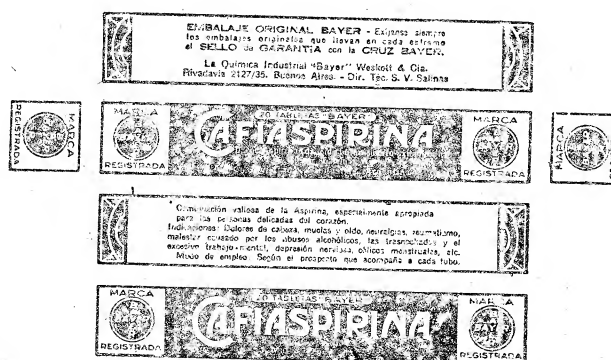 EMBALAJE ORIGINAL BAYER - Exíjanse siempre
los embalajes originales que llevan en cada extremo
el SELLO de GARANTIA con la CRUZ BAYER.
La Química Industrial "Bayer" Weskott & Cía.
Rivadavia 2127/35. Buenos Aires. - Dir. Téc. S. V. Salinas
MARCA
REGISTRADA
MARCA
REGISTRADA
20 TABLETAS "BAYER"
CAFIASPIRINA
MARCA
REGISTRADA
MARCA
REGISTRADA
valiosa de la Aspirina, especialmente apropiada
para las personas delicadas del corazón.
Indicaciones: Dolores de cabeza, muelas y oído, neuralgias, reumatismo,
malestar causado por los abusos alcohólicos, las trasnochadas y el
excesivo trabajo mental, depresión nerviosa, cólicos menstruales, etc.
Modo de empleo: Según el prospecto que acompaña a cada tubo.
MARCA
REGISTRADA
20 TABLETAS "BAYER"
CAFIASPIRINA
MARCA
REGISTRADA